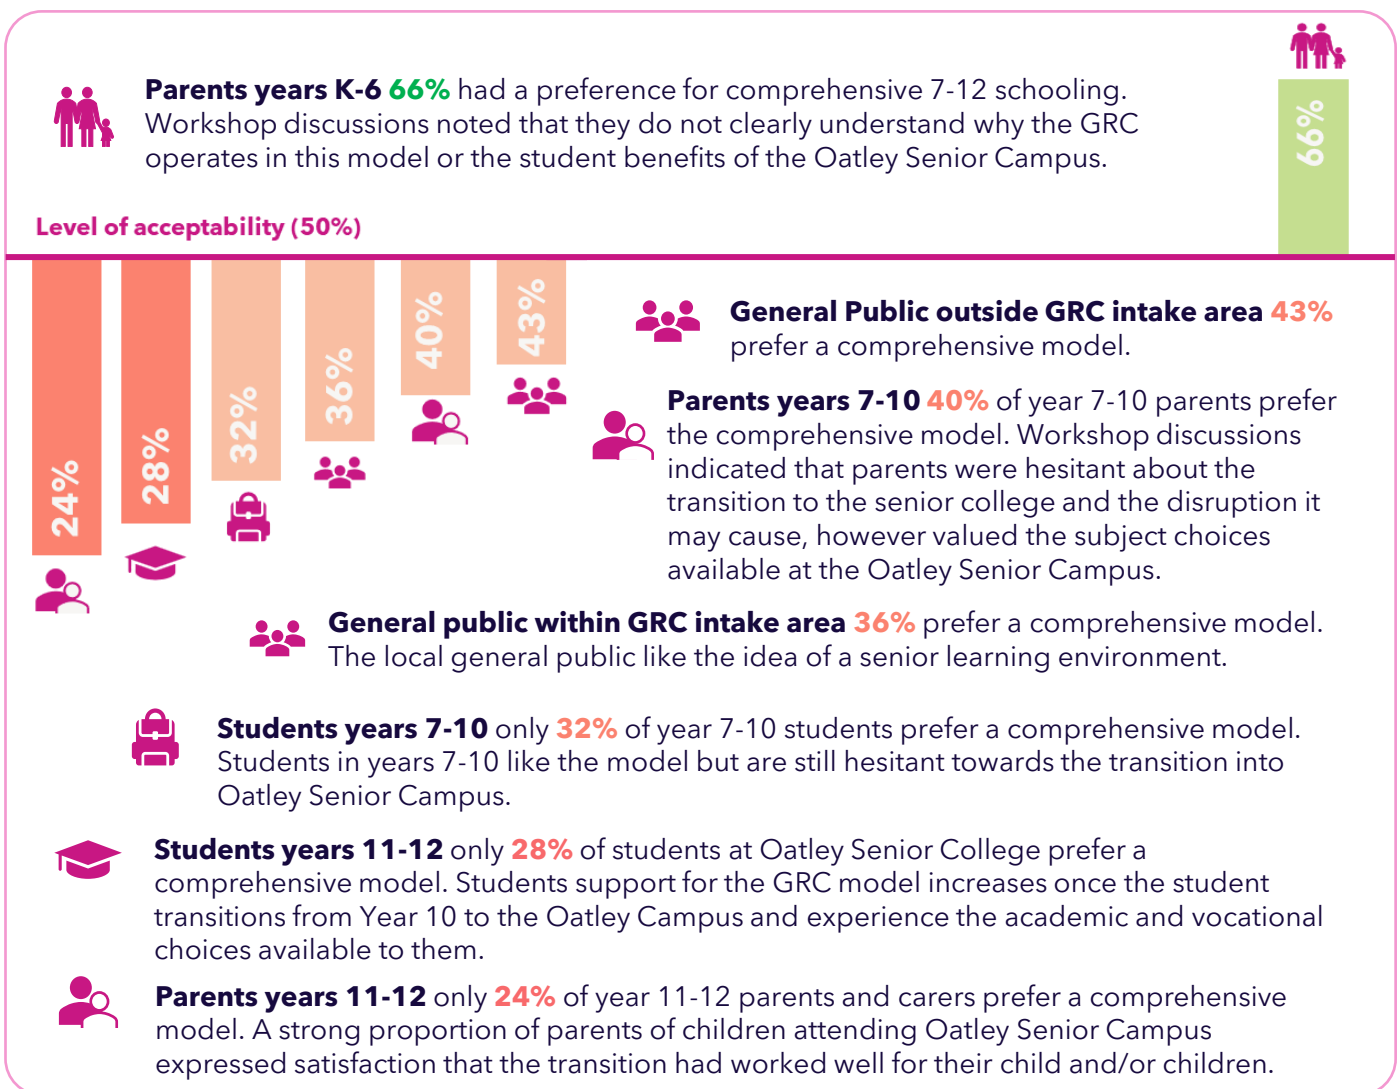 Parents years K-6 66% had a preference for comprehensive 7-12 schooling.
Workshop discussions noted that they do not clearly understand why the GRC
operates in this model or the student benefits of the Oatley Senior Campus.
66%
Level of acceptability (50%)
24%
28%
32%
36%
40%
43%
General Public outside GRC intake area 43%
prefer a comprehensive model.
Parents years 7-10 40% of year 7-10 parents prefer
the comprehensive model. Workshop discussions
indicated that parents were hesitant about the
transition to the senior college and the disruption it
may cause, however valued the subject choices
available at the Oatley Senior Campus.
General public within GRC intake area 36% prefer a comprehensive model.
The local general public like the idea of a senior learning environment.
Students years 7-10 only 32% of year 7-10 students prefer a comprehensive model.
Students in years 7-10 like the model but are still hesitant towards the transition into
Oatley Senior Campus.
Students years 11-12 only 28% of students at Oatley Senior College prefer a
comprehensive model. Students support for the GRC model increases once the student
transitions from Year 10 to the Oatley Campus and experience the academic and vocational
choices available to them.
Parents years 11-12 only 24% of year 11-12 parents and carers prefer a comprehensive
model. A strong proportion of parents of children attending Oatley Senior Campus
expressed satisfaction that the transition had worked well for their child and/or children.